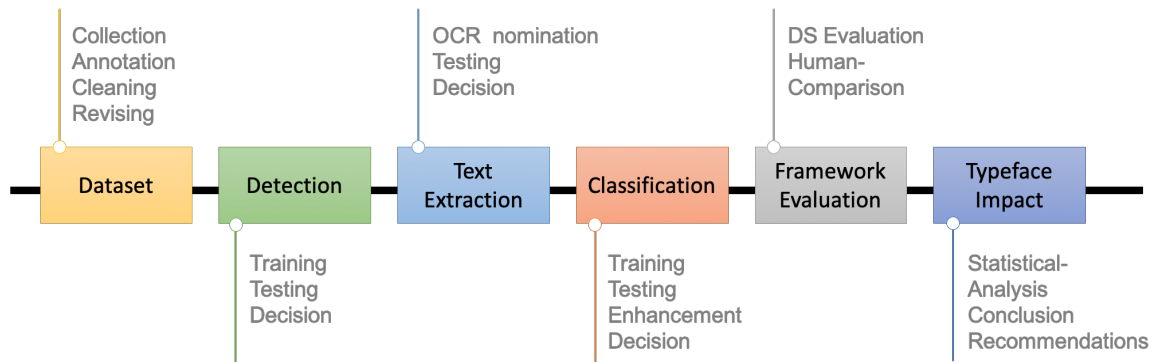 Collection
Annotation
Cleaning
Revising
OCR nomination
Testing
Decision
DS Evaluation
Human-
Comparison
Dataset
Detection
Text
Extraction
Classification
Framework
Evaluation
Typeface
Impact
Training
Testing
Decision
Training
Testing
Enhancement
Decision
Statistical-
Analysis
Conclusion
Recommendations